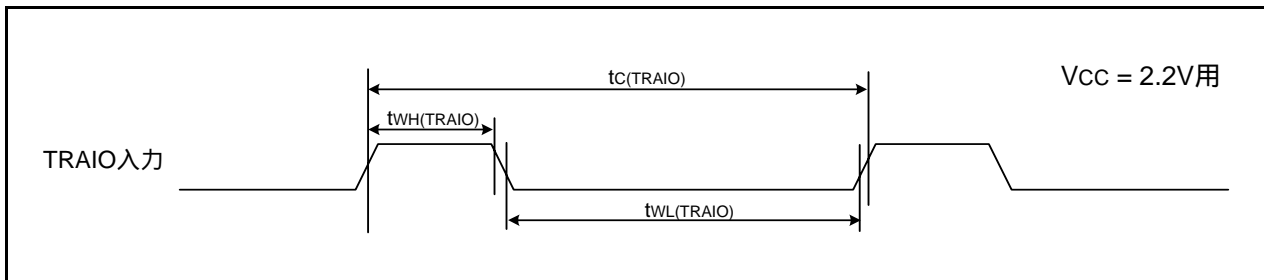 tC(TRAIO)
VCC = 2.2V用
tWH(TRAIO)
TRAIO入力
tWL(TRAIO)